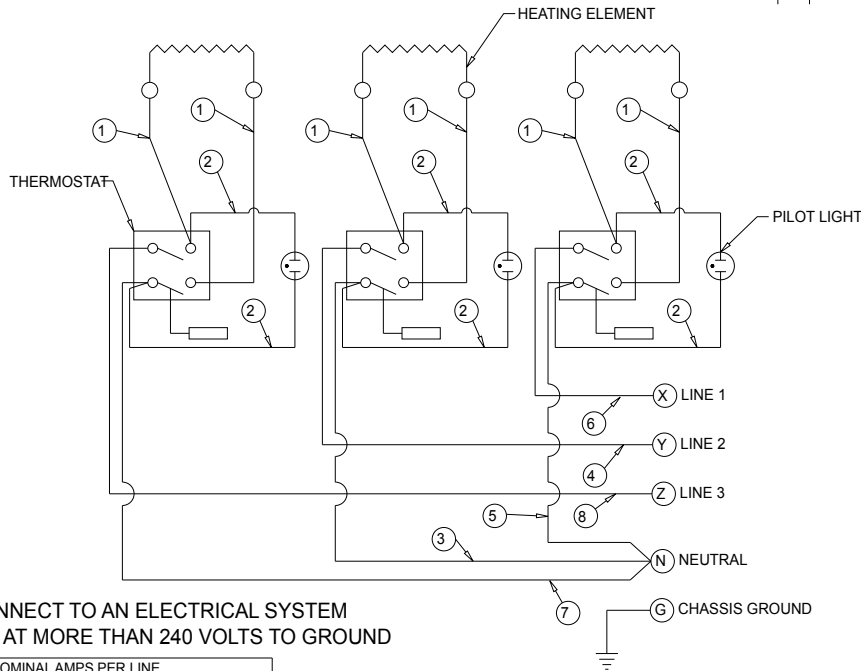 HEATING ELEMENT
1 1 1 1 1 1
2 2 2
THERMOSTAT
PILOT LIGHT
2 2 2
X LINE 1
6
Y LINE 2
4
Z LINE 3
5 8
3
N NEUTRAL
7
G CHASSIS GROUND
NNECT TO AN ELECTRICAL SYSTEM
AT MORE THAN 240 VOLTS TO GROUND
OMINAL AMPS PER LINE